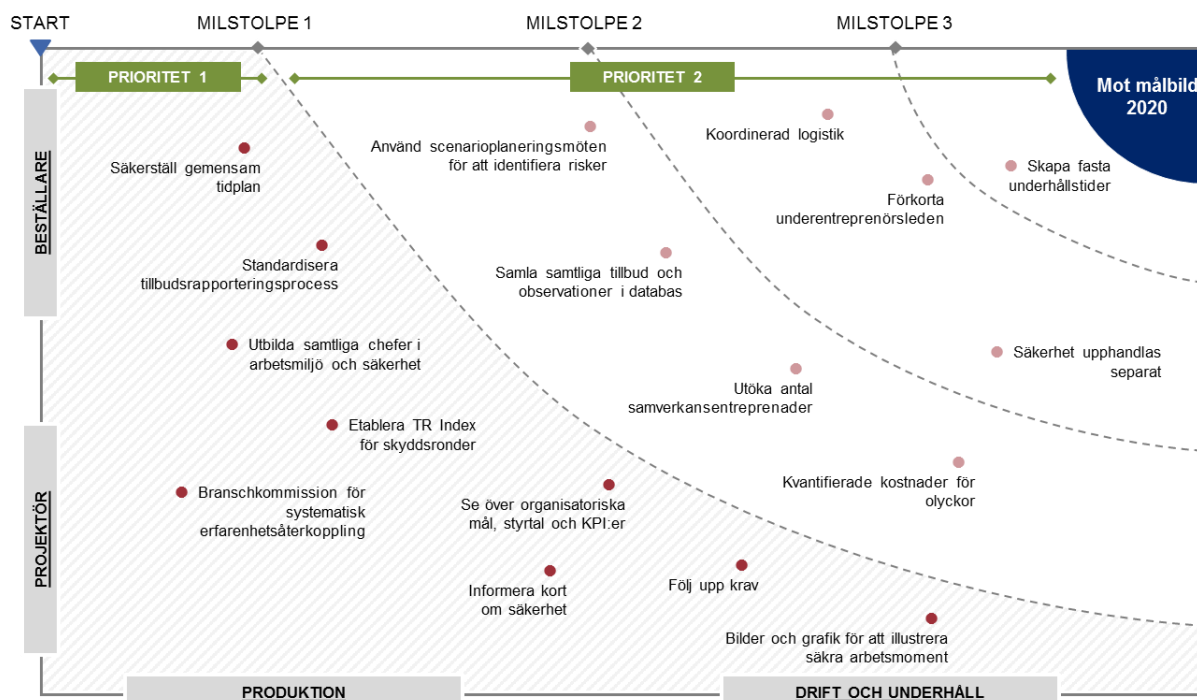 START
MILSTOLPE 1
MILSTOLPE 2
MILSTOLPE 3
PRIORITET 1
PRIORITET 2
Mot målbild
2020
BESTÄLLARE
PROJEKTÖR
Säkerställ gemensam
tidplan
Använd scenarioplaneringsmöten
för att identifiera risker
Koordinerad logistik
Skapa fasta
underhållstider
Förkorta
underentreprenörsleden
Standardisera
tillbudsrapporteringsprocess
Samla samtliga tillbud och
observationer i databas
Utbilda samtliga chefer i
arbetsmiljö och säkerhet
Säkerhet upphandlas
separat
Utöka antal
samverkansentreprenader
Etablera TR Index
för skyddsronder
Branschkommission för
systematisk
erfarenhetsåterkoppling
Se över organisatoriska
mål, styrtal och KPI:er
Kvantifierade kostnader för
olyckor
Informera kort
om säkerhet
Följ upp krav
Bilder och grafik för att illustrera
säkra arbetsmoment
PRODUKTION
DRIFT OCH UNDERHÅLL